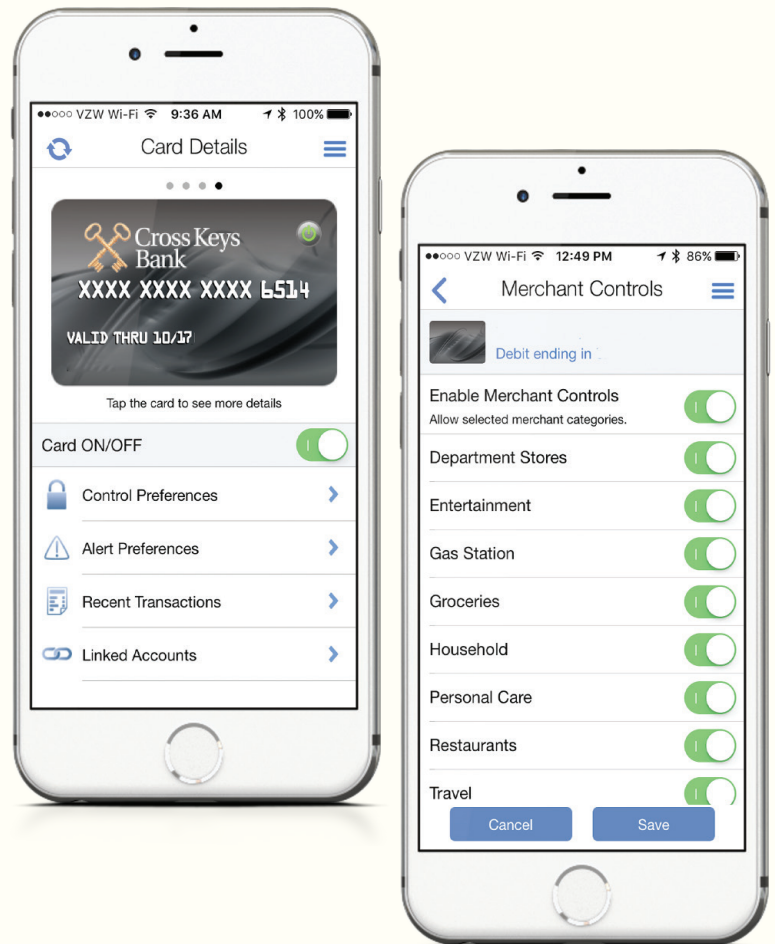 ●●○○○ VZW Wi-Fi 9:36 AM 100%
Card Details
Cross Keys
Bank
XXXX XXXX XXXX 6514
VALID THRU 10/17
Tap the card to see more details
Card ON/OFF
Control Preferences
Alert Preferences
Recent Transactions
Linked Accounts
●●○○○ VZW Wi-Fi 12:49 PM 86%
Merchant Controls
Debit ending in
Enable Merchant Controls
Allow selected merchant categories.
Department Stores
Entertainment
Gas Station
Groceries
Household
Personal Care
Restaurants
Travel
Cancel Save